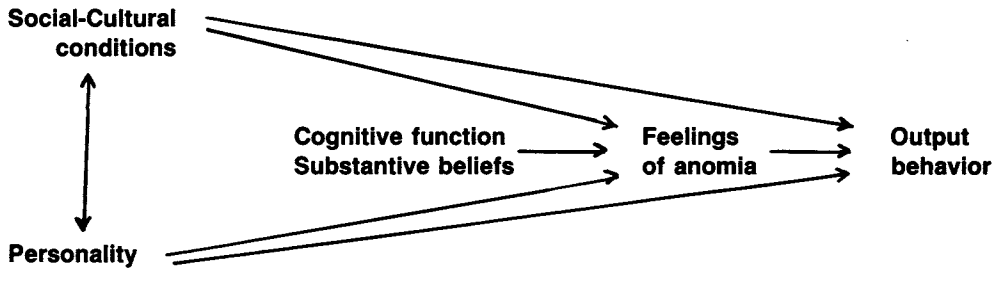 Social-Cultural
conditions
Cognitive function
Substantive beliefs
Feelings
of anomia
Output
behavior
Personality